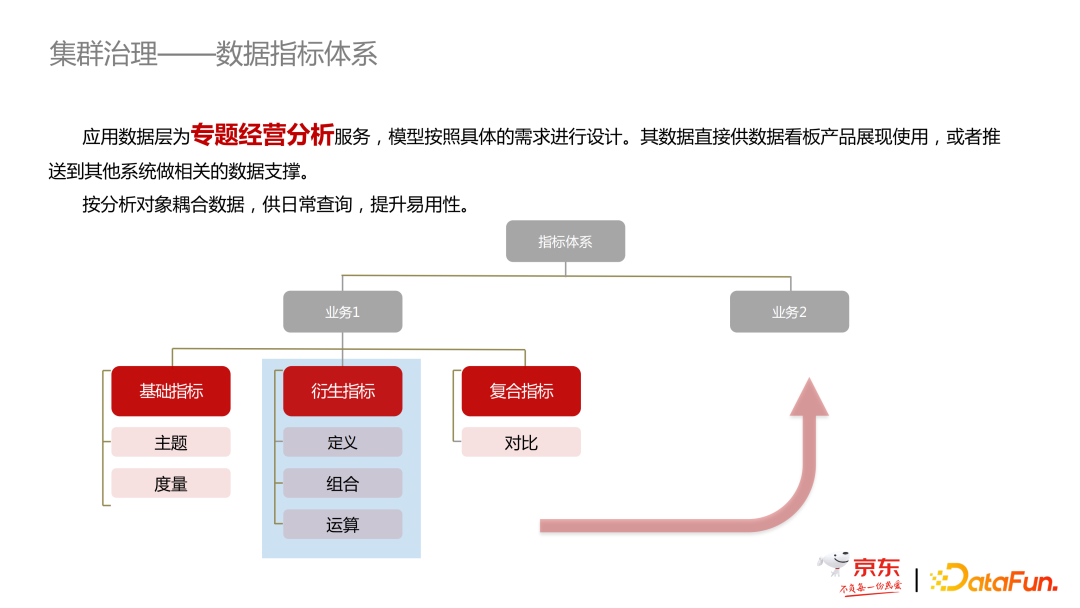 集群治理——数据指标体系
应用数据层为专题经营分析服务，模型按照具体的需求进行设计。其数据直接供数据看板产品展现使用，或者推
送到其他系统做相关的数据支撑。
按分析对象耦合数据，供日常查询，提升易用性。
指标体系
业务1
业务2
基础指标
衍生指标
复合指标
主题
定义
对比
度量
组合
运算
京东
不负每一份热爱
DataFun.